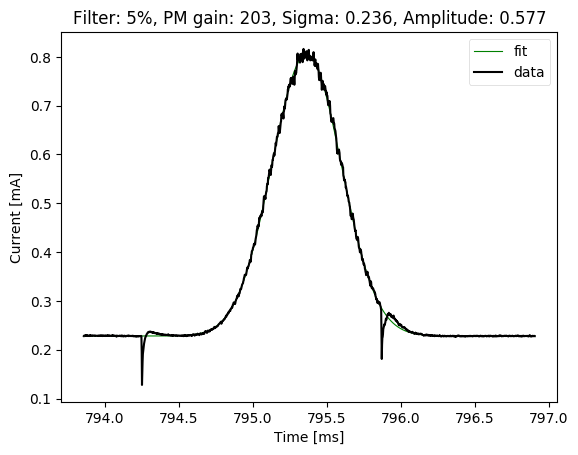 Filter: 5%, PM gain: 203, Sigma: 0.236, Amplitude: 0.577
fit
data
0.8
0.7
0.6
0.5
0.4
0.3
0.2
0.1
Current [mA]
794.0 794.5 795.0 795.5 796.0 796.5 797.0
Time [ms]